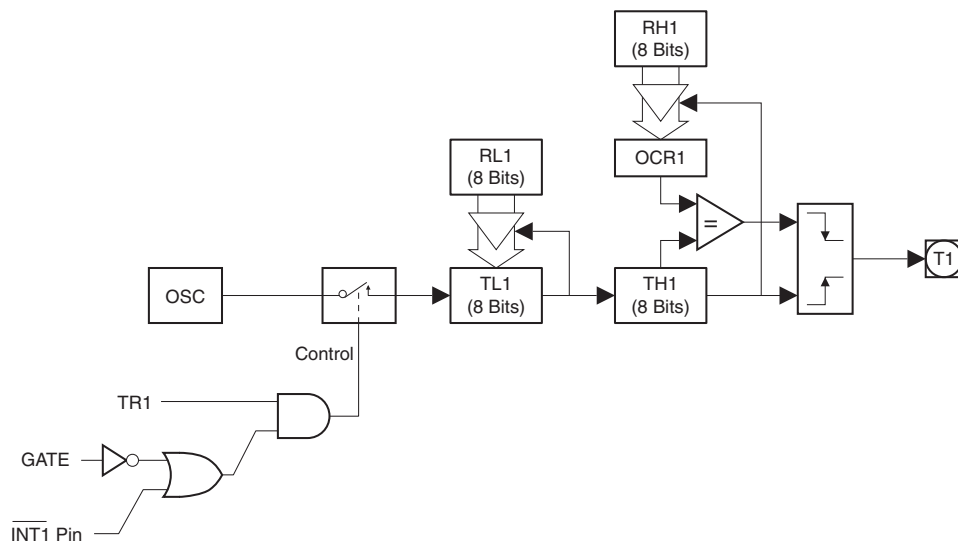 RH1
(8 Bits)
RL1
(8 Bits)
OCR1
=
OSC
TL1
(8 Bits)
TH1
(8 Bits)
T1
Control
TR1
GATE
INT1 Pin